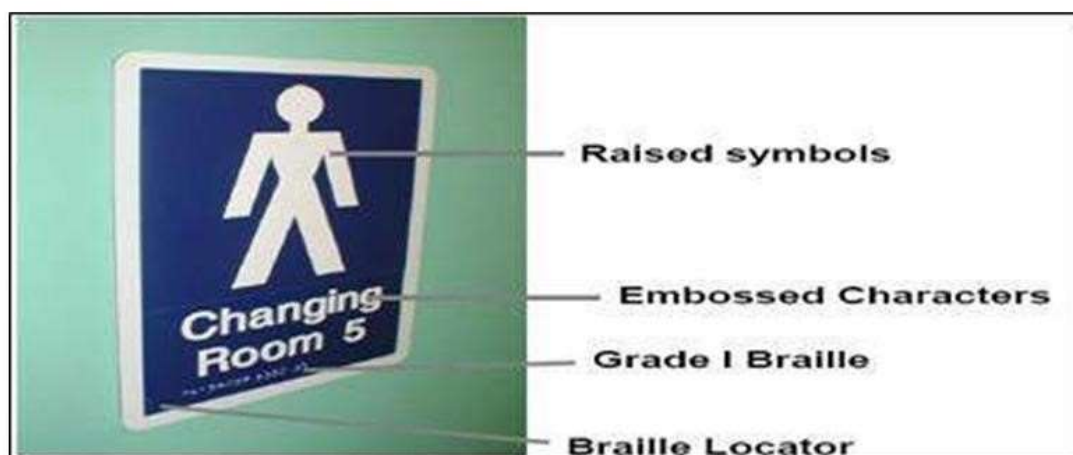 Raised symbols
Changing
Embossed Characters
Room 5
Grade I Braille
Braille Locator